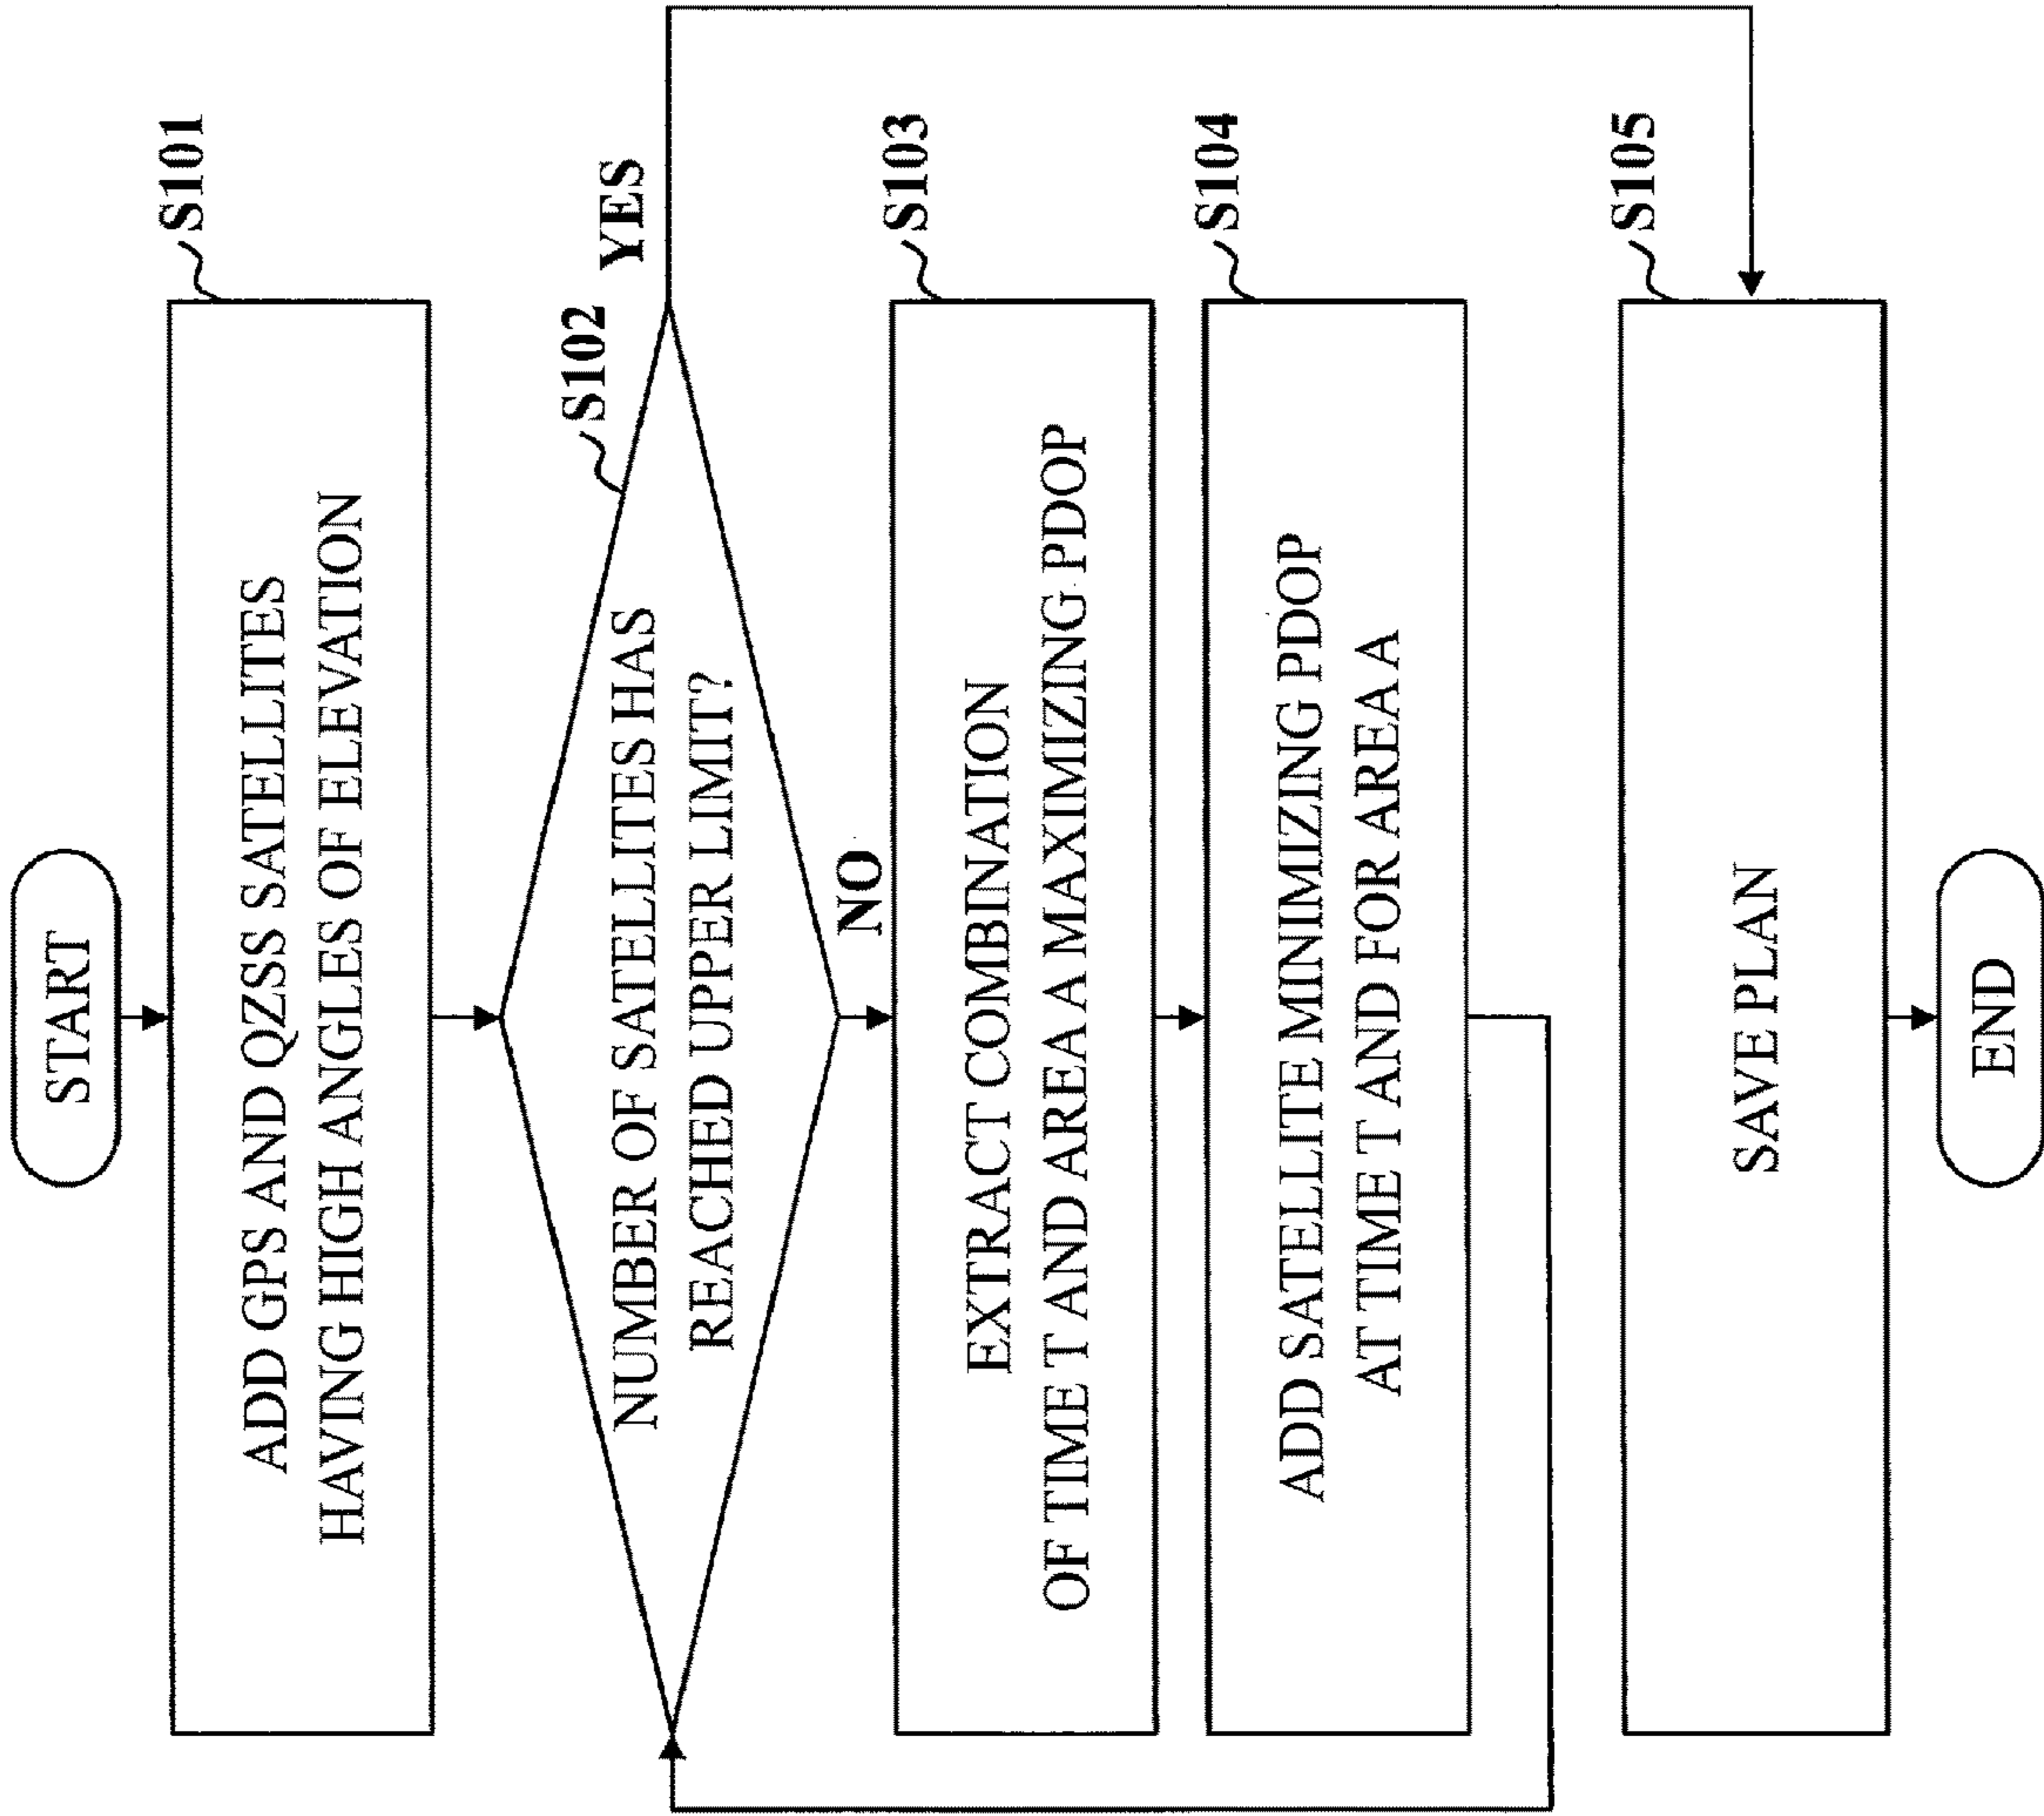 START
S101
ADD GPS AND QZSS SATELLITES
HAVING HIGH ANGLES OF ELEVATION
S102
YES
NUMBER OF SATELLITES HAS
REACHED UPPER LIMIT?
NO
S103
EXTRACT COMBINATION
OF TIME T AND AREA A MAXIMIZING PDOP
S104
ADD SATELLITE MINIMIZING PDOP
AT TIME T AND FOR AREA A
S105
SAVE PLAN
END